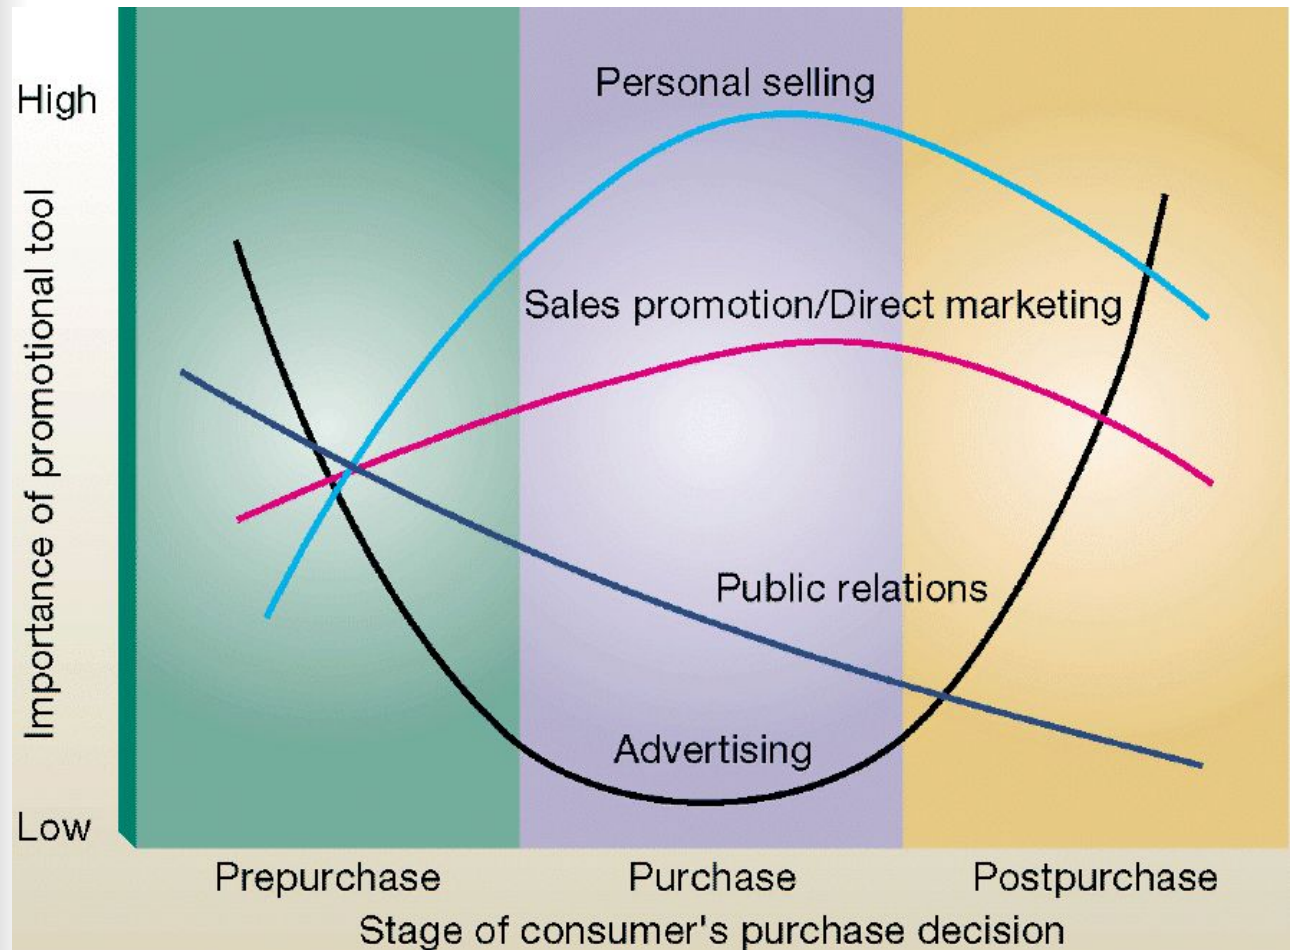 High
Personal selling
Importance of promotional tool
Sales promotion/Direct marketing
Public relations
Advertising
Low
Prepurchase
Purchase
Postpurchase
Stage of consumer's purchase decision